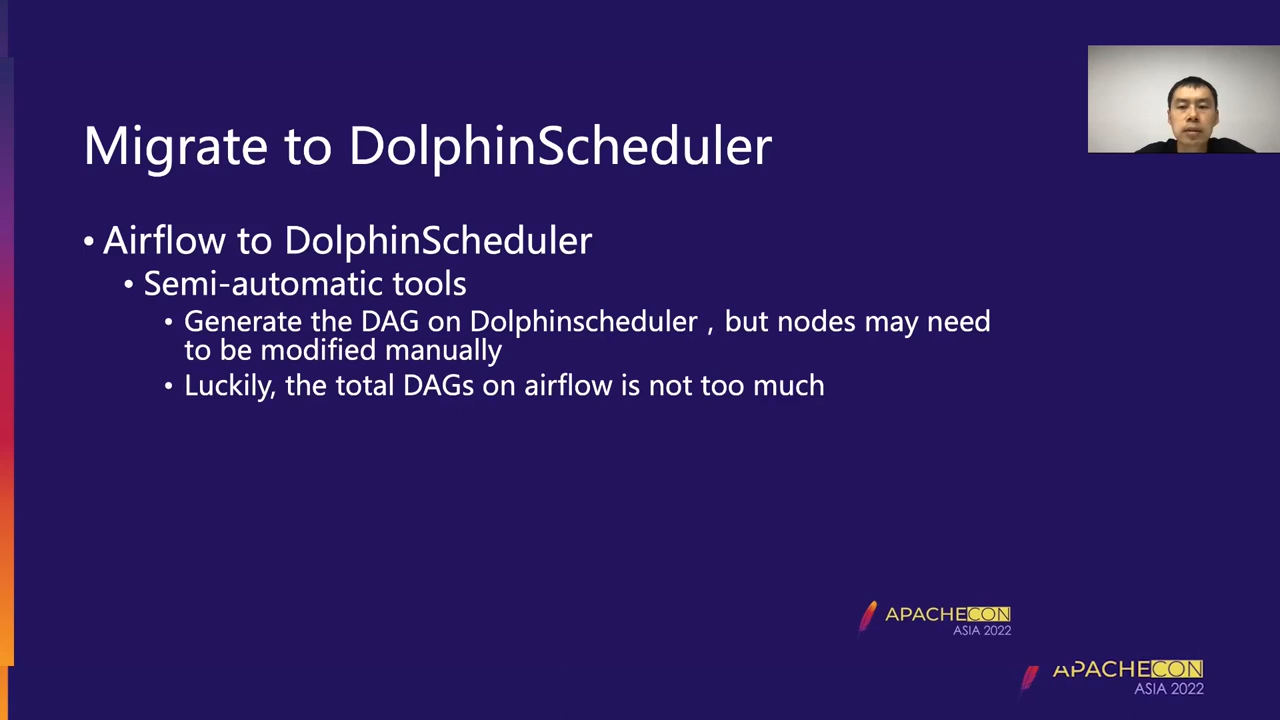 Migrate to DolphinScheduler
• Airflow to DolphinScheduler
• Semi-automatic tools
• Generate the DAG on Dolphinscheduler , but nodes may need
to be modified manually
• Luckily, the total DAGs on airflow is not too much
APACHECON
ASIA 2022
APACHECON
ASIA 2022